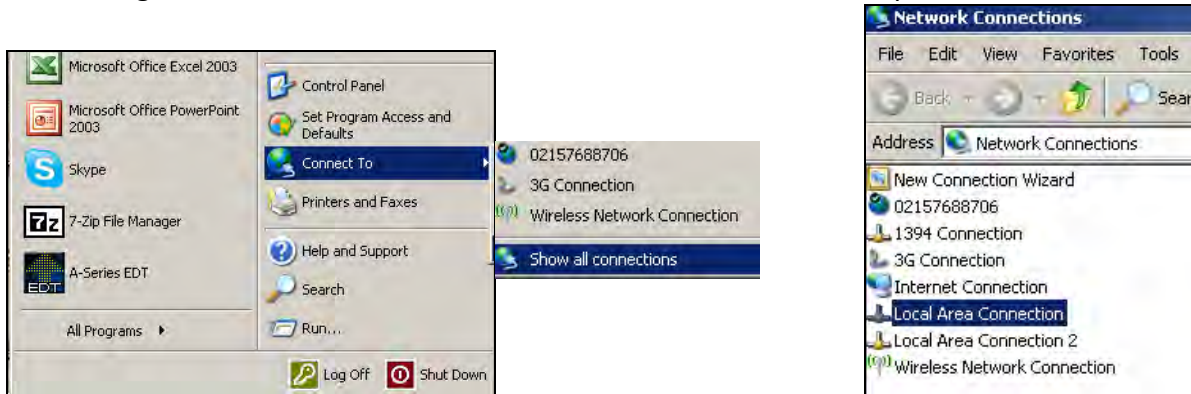 Microsoft Office Excel 2003
Microsoft Office PowerPoint
2003
Skype
7z
7-Zip File Manager
EDT
A-Series EDT
All Programs
Control Panel
Set Program Access and
Defaults
Connect To
Printers and Faxes
Help and Support
Search
Run...
Log Off
Shut Down
02157688706
3G Connection
Wireless Network Connection
Show all connections
Network Connections
File Edit View Favorites Tools
Back
Sear
Address Network Connections
New Connection Wizard
02157688706
1394 Connection
3G Connection
Internet Connection
Local Area Connection
Local Area Connection 2
Wireless Network Connection